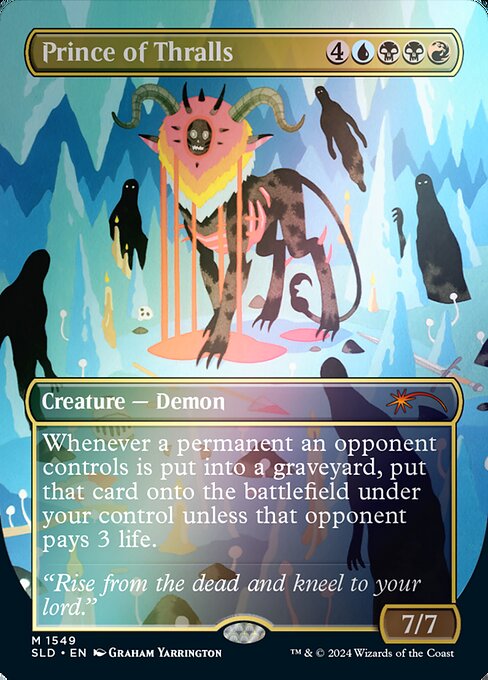 Prince of Thralls 4
Creature — Demon
Whenever a permanent an opponent
controls is put into a graveyard, put
that card onto the battlefield under
your control unless that opponent
pays 3 life.
“Rise from the dead and kneel to your
lord.”
7/7
M 1549
SLD • EN GRAHAM YARRINGTON
™ & © 2024 Wizards of the Coast